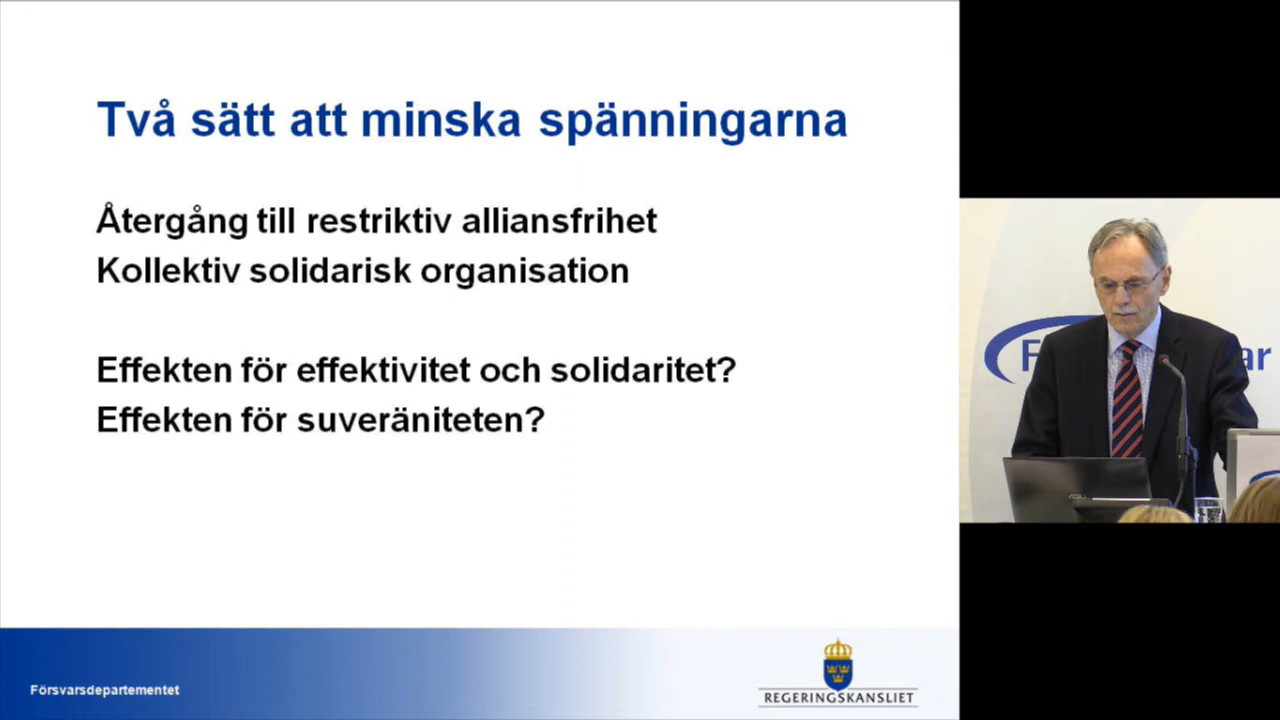 Två sätt att minska spänningarna
Återgång till restriktiv alliansfrihet
Kollektiv solidarisk organisation
Effekten för effektivitet och solidaritet?
Effekten för suveräniteten?
Försvarsdepartementet
REGERINGSKANSLIET